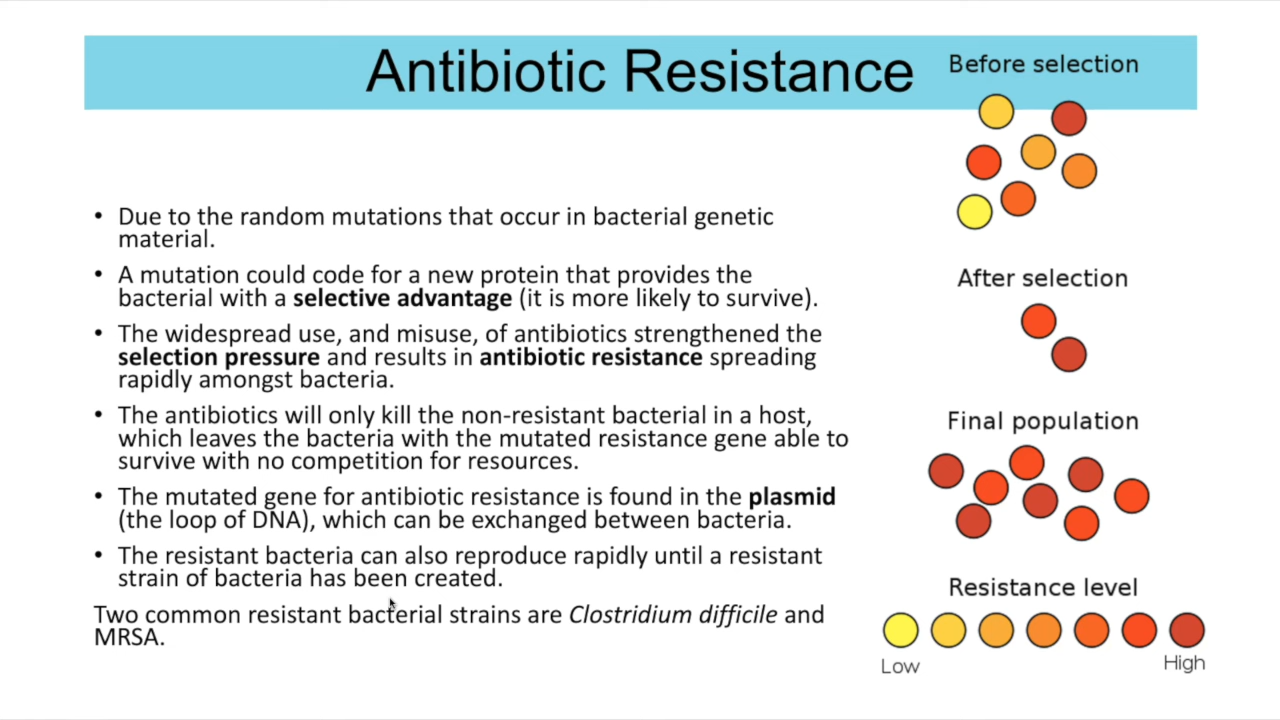 Antibiotic Resistance
• Due to the random mutations that occur in bacterial genetic
material.
• A mutation could code for a new protein that provides the
bacterial with a selective advantage (it is more likely to survive).
• The widespread use, and misuse, of antibiotics strengthened the
selection pressure and results in antibiotic resistance spreading
rapidly amongst bacteria.
• The antibiotics will only kill the non-resistant bacterial in a host,
which leaves the bacteria with the mutated resistance gene able to
survive with no competition for resources.
• The mutated gene for antibiotic resistance is found in the plasmid
(the loop of DNA), which can be exchanged between bacteria.
• The resistant bacteria can also reproduce rapidly until a resistant
strain of bacteria has been created.
Two common resistant bacterial strains are Clostridium difficile and
MRSA.
Before selection
After selection
Final population
Resistance level
Low
High